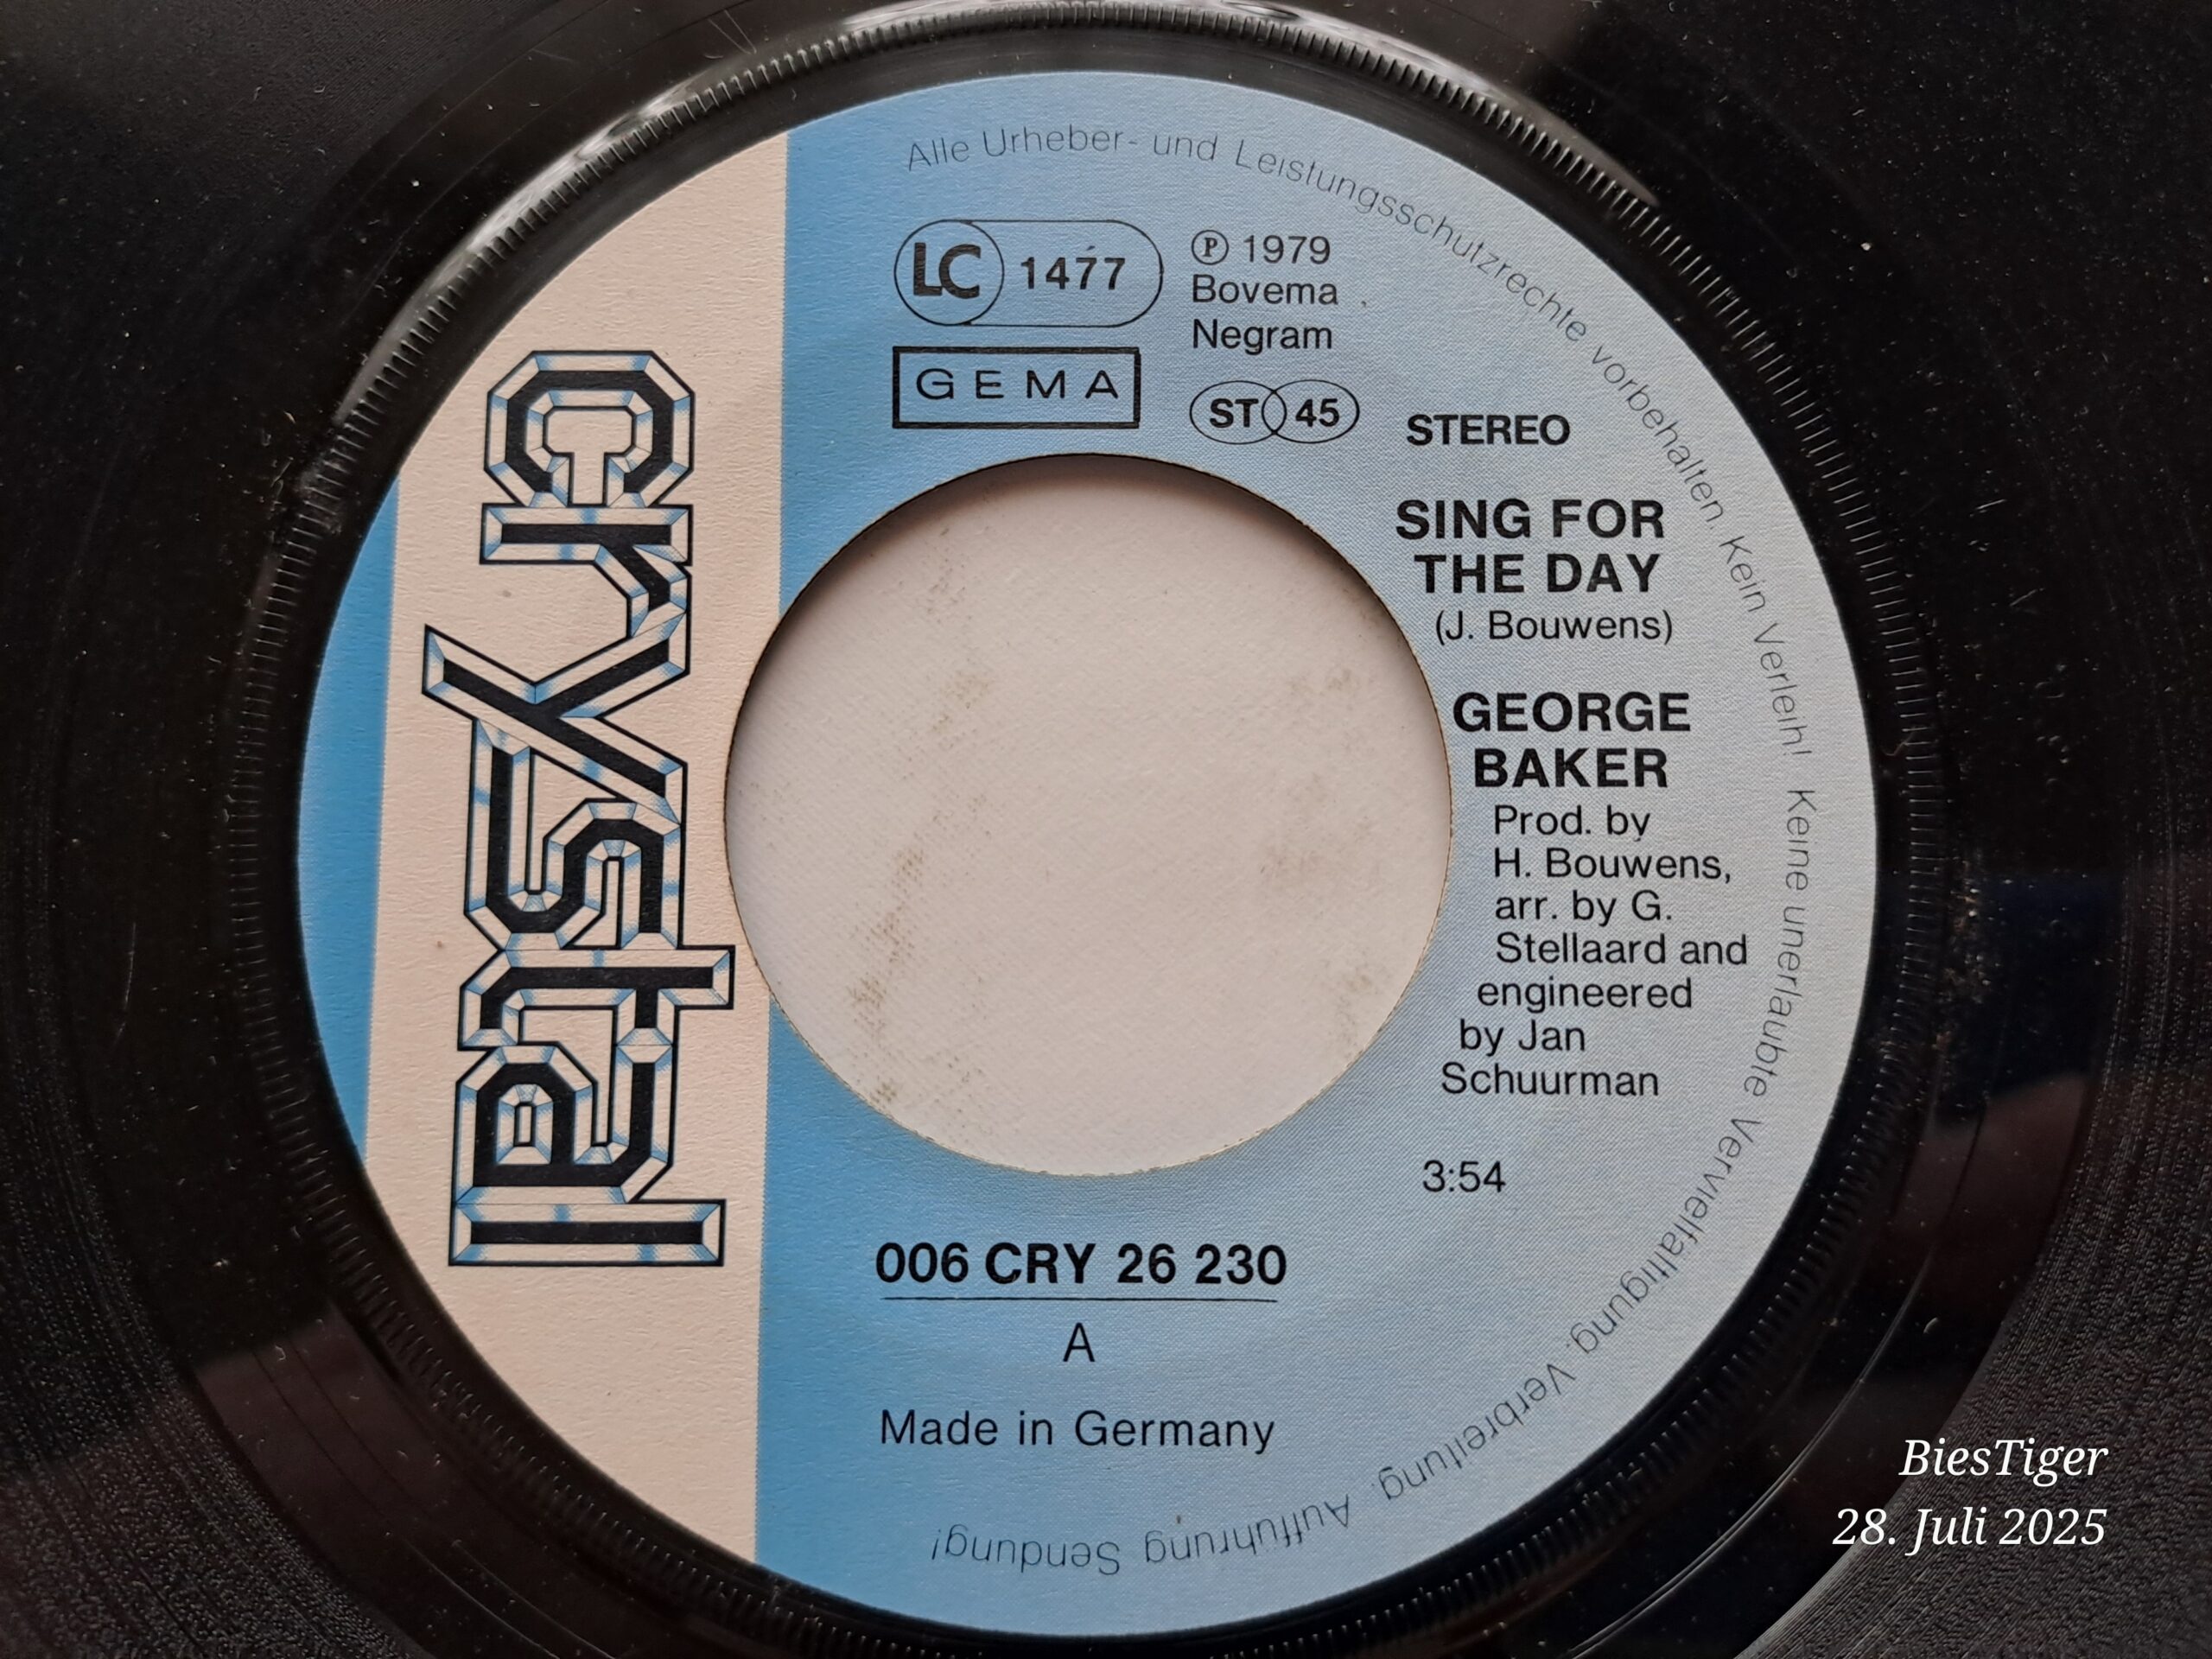 crystal
Alle Urheber- und Leistungsschutzrechte vorbehalten. Kein Verleih! Keine unerlaubte Vervielfältigung, Verbreitung, Aufführung Sendung!
LC 1477
GEMA
Ⓟ 1979
Bovema
Negram
ST 45
STEREO
SING FOR
THE DAY
(J. Bouwens)
GEORGE
BAKER
Prod. by
H. Bouwens,
arr. by G.
Stellaard and
engineered
by Jan
Schuurman
3:54
006 CRY 26 230
A
Made in Germany
BiesTiger
28. Juli 2025